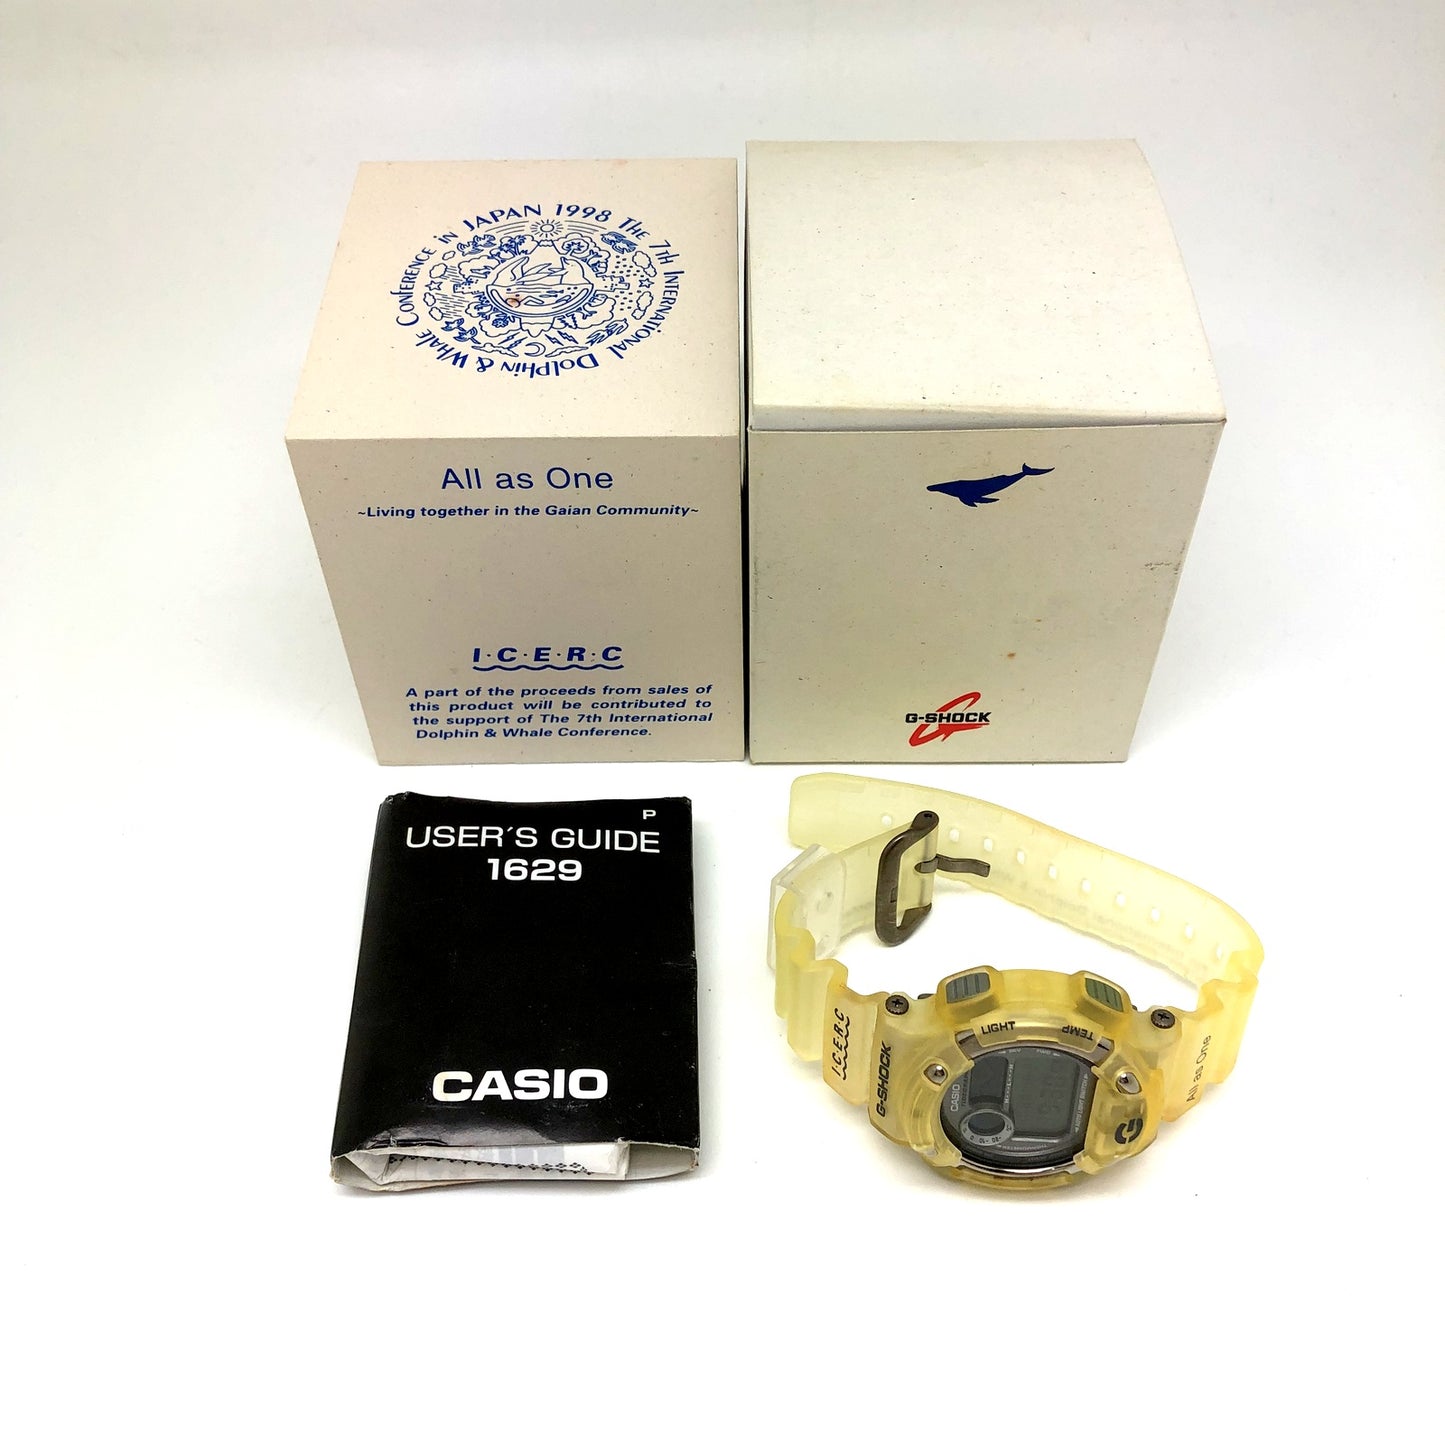 JAPAN 1998 The 7th International Dolphin & Whale Conference in
All as One
~Living together in the Gaian Community~
I·C·E·R·C
A part of the proceeds from sales of
this product will be contributed to
the support of The 7th International
Dolphin & Whale Conference.
G-SHOCK
P
USER'S GUIDE
1629
CASIO
I·C·E·R·C
G-SHOCK
LIGHT
TEMP
CASIO
G
All as One